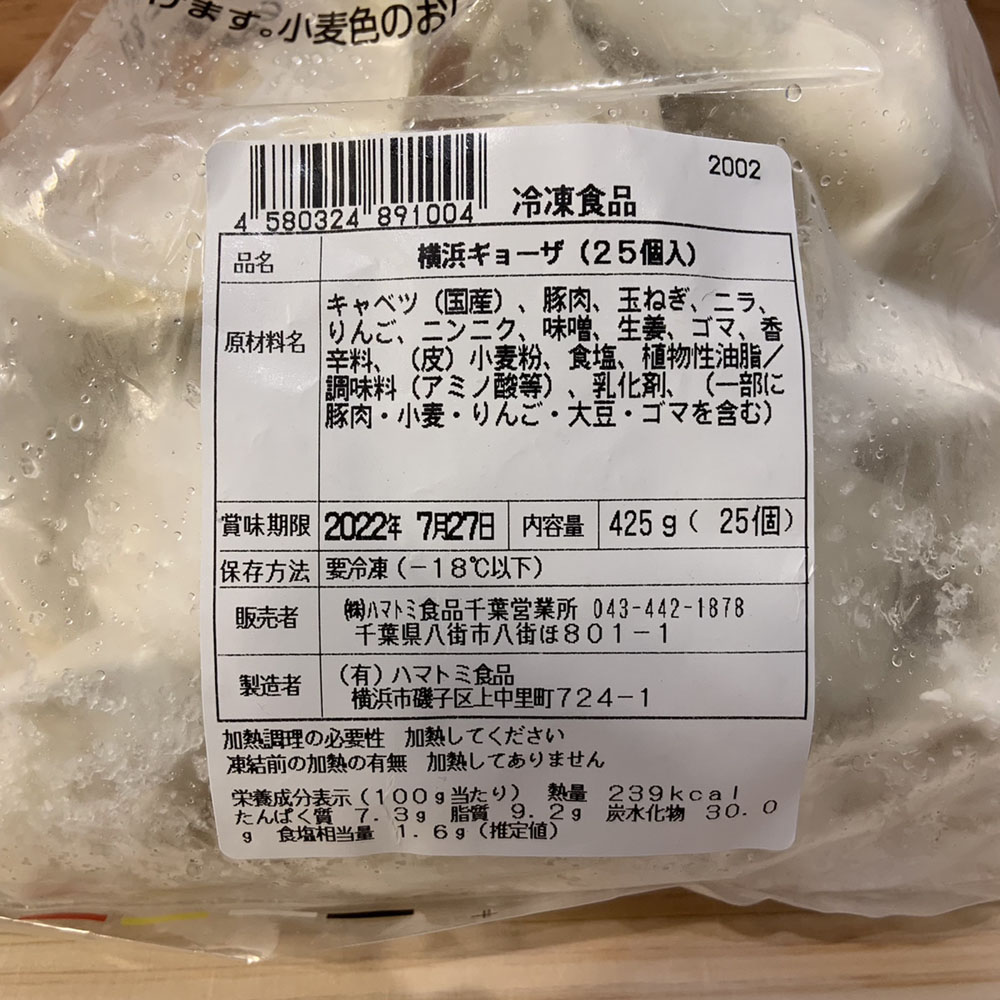 ます。小麦色のお
2002
4 580324 891004
冷凍食品
品名 横浜ギョーザ（25個入）
原材料名 キャベツ（国産）、豚肉、玉ねぎ、ニラ、
りんご、ニンニク、味噌、生姜、ゴマ、香
辛料、（皮）小麦粉、食塩、植物性油脂／
調味料（アミノ酸等）、乳化剤、（一部に
豚肉・小麦・りんご・大豆・ゴマを含む）
賞味期限 2022年 7月27日 内容量 425g（ 25個）
保存方法 要冷凍（－18℃以下）
販売者 ㈱ハマトミ食品千葉営業所 043-442-1878
千葉県八街市八街ほ801－1
製造者 （有）ハマトミ食品
横浜市磯子区上中里町724－1
加熱調理の必要性 加熱してください
凍結前の加熱の有無 加熱してありません
栄養成分表示（100g当たり） 熱量 239kcal
たんぱく質 7.3g 脂質 9.2g 炭水化物 30.0
g 食塩相当量 1.6g（推定値）